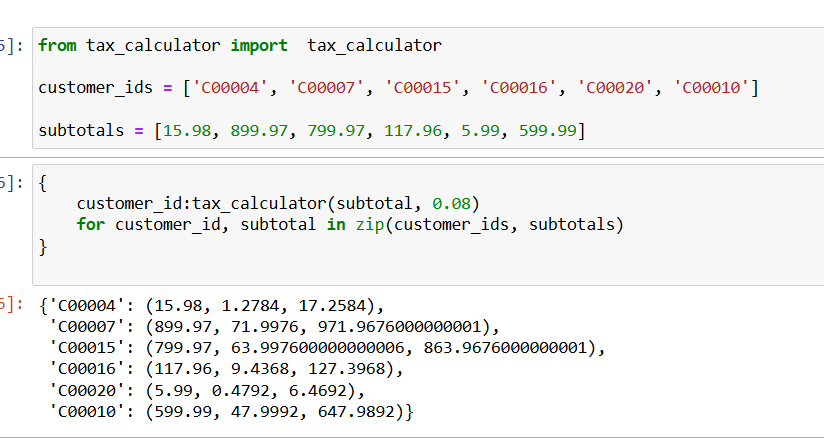 5]: from tax_calculator import  tax_calculator
customer_ids = ['C00004', 'C00007', 'C00015', 'C00016', 'C00020', 'C00010']
subtotals = [15.98, 899.97, 799.97, 117.96, 5.99, 599.99]
5]: {
    customer_id:tax_calculator(subtotal, 0.08)
    for customer_id, subtotal in zip(customer_ids, subtotals)
}
5]: {'C00004': (15.98, 1.2784, 17.2584),
 'C00007': (899.97, 71.9976, 971.9676000000001),
 'C00015': (799.97, 63.997600000000006, 863.9676000000001),
 'C00016': (117.96, 9.4368, 127.3968),
 'C00020': (5.99, 0.4792, 6.4692),
 'C00010': (599.99, 47.9992, 647.9892)}